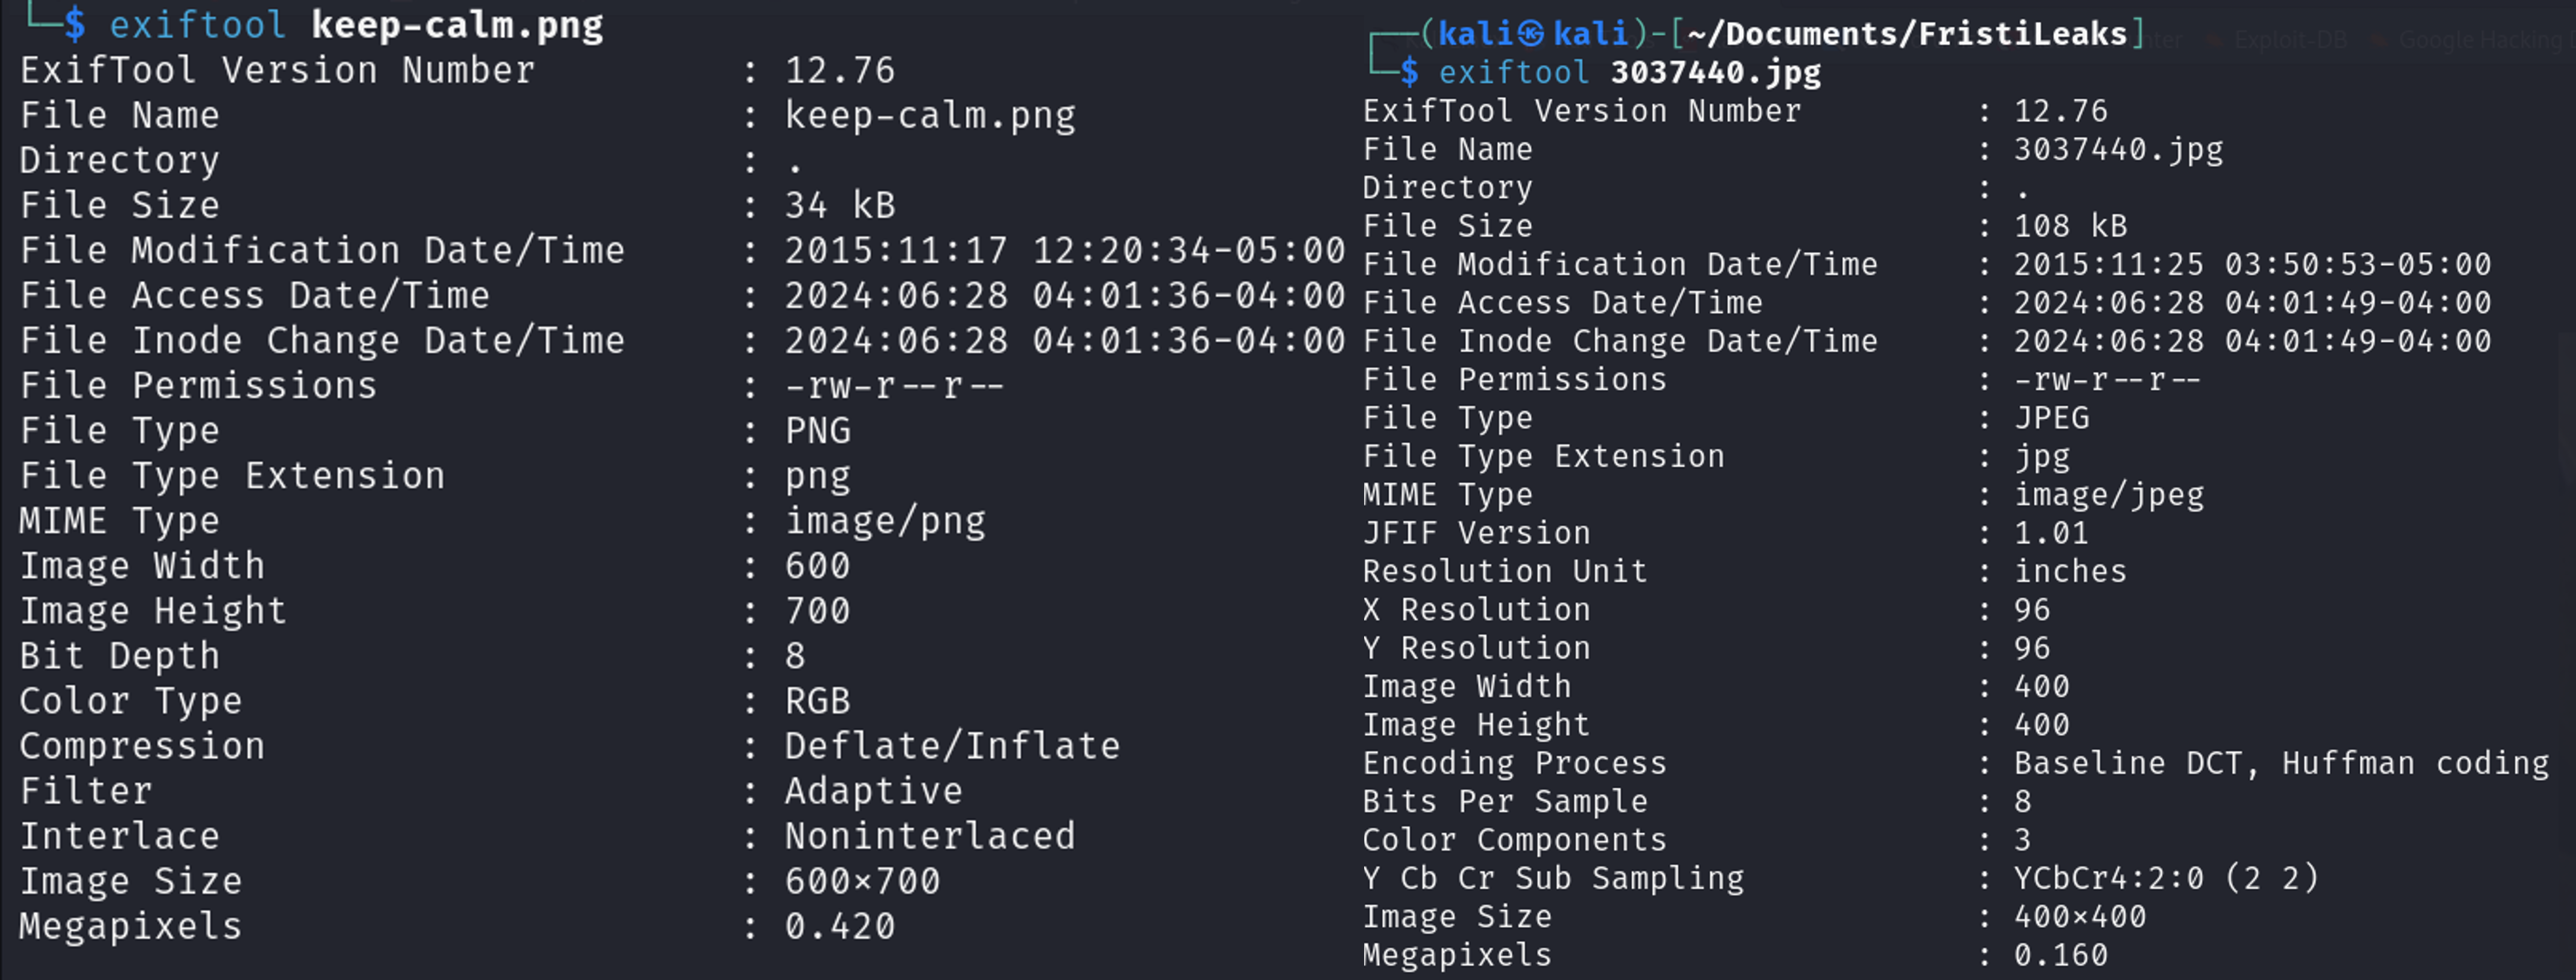 └─$ exiftool keep-calm.png
ExifTool Version Number : 12.76
File Name : keep-calm.png
Directory : .
File Size : 34 kB
File Modification Date/Time : 2015:11:17 12:20:34-05:00
File Access Date/Time : 2024:06:28 04:01:36-04:00
File Inode Change Date/Time : 2024:06:28 04:01:36-04:00
File Permissions : -rw-r--r--
File Type : PNG
File Type Extension : png
MIME Type : image/png
Image Width : 600
Image Height : 700
Bit Depth : 8
Color Type : RGB
Compression : Deflate/Inflate
Filter : Adaptive
Interlace : Noninterlaced
Image Size : 600×700
Megapixels : 0.420
┌──(kali㉿kali)-[~/Documents/FristiLeaks]
Exploit-DB Google Hacking
└─$ exiftool 3037440.jpg
ExifTool Version Number : 12.76
File Name : 3037440.jpg
Directory : .
File Size : 108 kB
File Modification Date/Time : 2015:11:25 03:50:53-05:00
File Access Date/Time : 2024:06:28 04:01:49-04:00
File Inode Change Date/Time : 2024:06:28 04:01:49-04:00
File Permissions : -rw-r--r--
File Type : JPEG
File Type Extension : jpg
MIME Type : image/jpeg
JFIF Version : 1.01
Resolution Unit : inches
X Resolution : 96
Y Resolution : 96
Image Width : 400
Image Height : 400
Encoding Process : Baseline DCT, Huffman coding
Bits Per Sample : 8
Color Components : 3
Y Cb Cr Sub Sampling : YCbCr4:2:0 (2 2)
Image Size : 400×400
Megapixels : 0.160